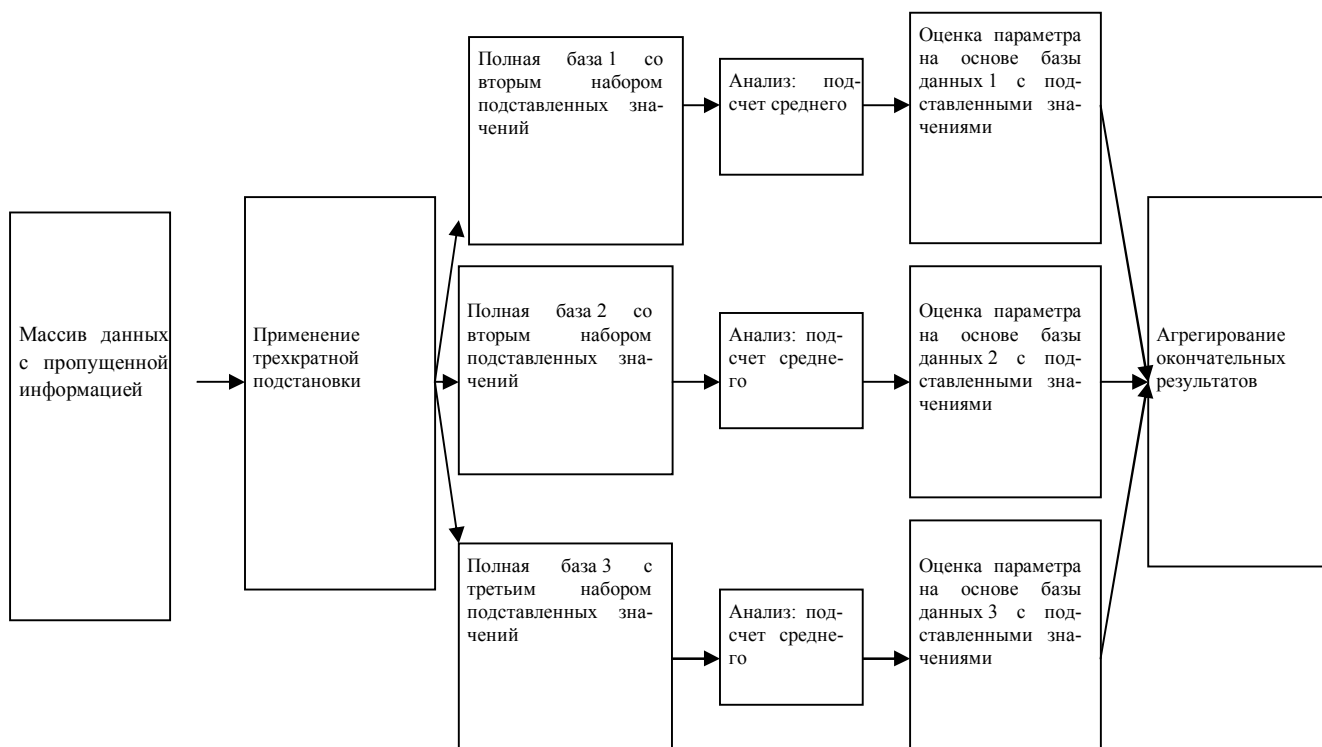 Массив данных
с пропущенной
информацией
Применение
трехкратной
подстановки
Полная база 1 со
вторым набором
подставленных зна-
чений
Анализ: под-
счет среднего
Оценка параметра
на основе базы
данных 1 с под-
ставленными зна-
чениями
Полная база 2 со
вторым набором
подставленных зна-
чений
Анализ: под-
счет средне-
го
Оценка параметра
на основе базы
данных 2 с под-
ставленными зна-
чениями
Полная база 3 с
третьим набором
подставленных зна-
чений
Анализ: под-
счет средне-
го
Оценка параметра
на основе базы
данных 3 с под-
ставленными зна-
чениями
Агрегирование
окончательных
результатов